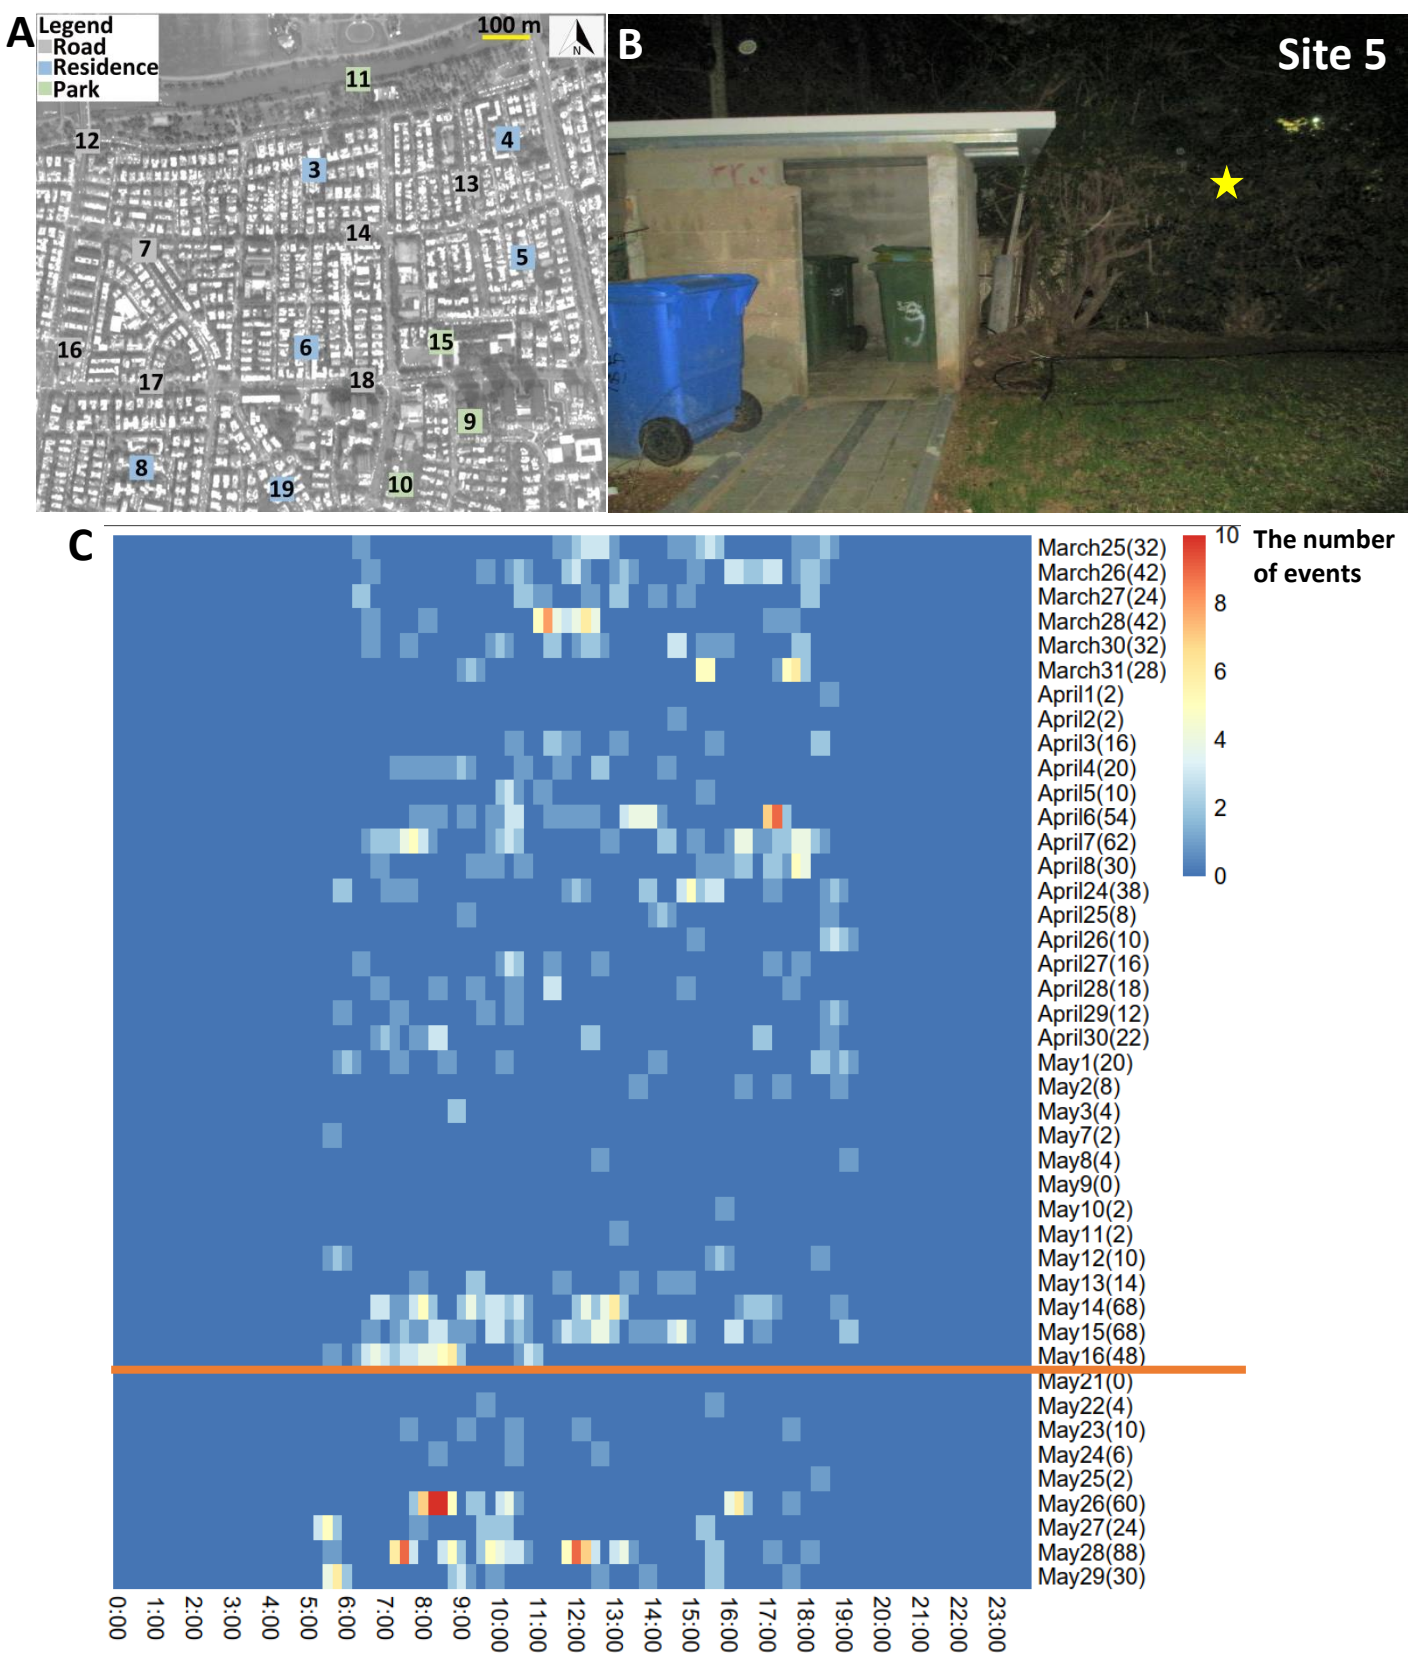 A
Legend
Road
Residence
Park
100 m
N
11
12
4
3
13
14
7
5
15
6
16
17
18
9
8
19
10
B
Site 5
C
10
The number
of events
8
6
4
2
0
March25(32)
March26(42)
March27(24)
March28(42)
March30(32)
March31(28)
April1(2)
April2(2)
April3(16)
April4(20)
April5(10)
April6(54)
April7(62)
April8(30)
April24(38)
April25(8)
April26(10)
April27(16)
April28(18)
April29(12)
April30(22)
May1(20)
May2(8)
May3(4)
May7(2)
May8(4)
May9(0)
May10(2)
May11(2)
May12(10)
May13(14)
May14(68)
May15(68)
May16(48)
May21(0)
May22(4)
May23(10)
May24(6)
May25(2)
May26(60)
May27(24)
May28(88)
May29(30)
0:00
1:00
2:00
3:00
4:00
5:00
6:00
7:00
8:00
9:00
10:00
11:00
12:00
13:00
14:00
15:00
16:00
17:00
18:00
19:00
20:00
21:00
22:00
23:00